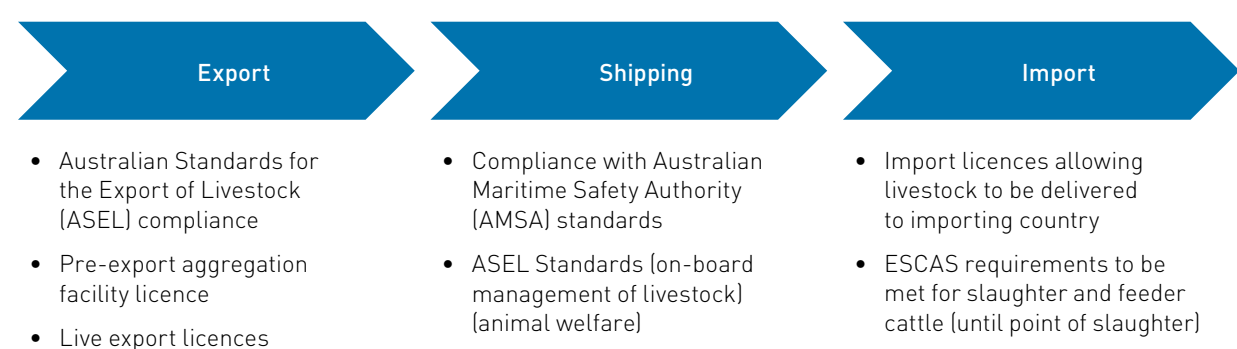 Export
Shipping
Import
• Australian Standards for
the Export of Livestock
(ASEL) compliance
• Pre-export aggregation
facility licence
• Live export licences
• Compliance with Australian
Maritime Safety Authority
(AMSA) standards
• ASEL Standards (on-board
management of livestock)
(animal welfare)
• Import licences allowing
livestock to be delivered
to importing country
• ESCAS requirements to be
met for slaughter and feeder
cattle (until point of slaughter)